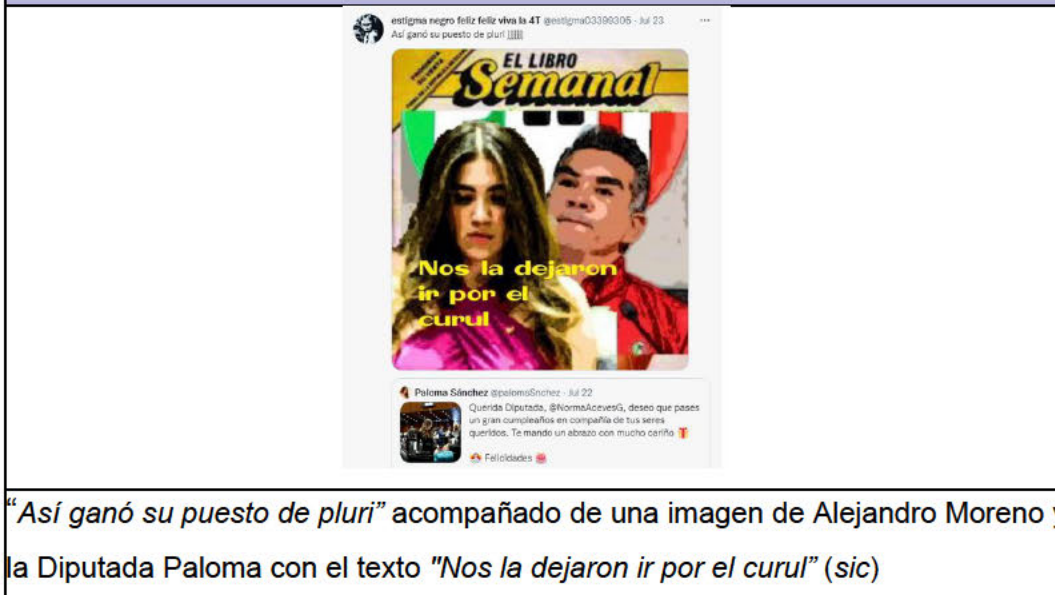 estigma negro feliz feliz viva la 4T @estigma03399306 · Jul 23
Así ganó su puesto de pluri
EL LIBRO
Semanal
Nos la dejaron
ir por el
curul
Paloma Sánchez @palomaSnchez · Jul 22
Querida Diputada, @NormaAcevesG, deseo que pases
un gran cumpleaños en compañía de tus seres
queridos. Te mando un abrazo con mucho cariño 🎁
Felicidades
“Así ganó su puesto de pluri” acompañado de una imagen de Alejandro Moreno y
la Diputada Paloma con el texto "Nos la dejaron ir por el curul” (sic)